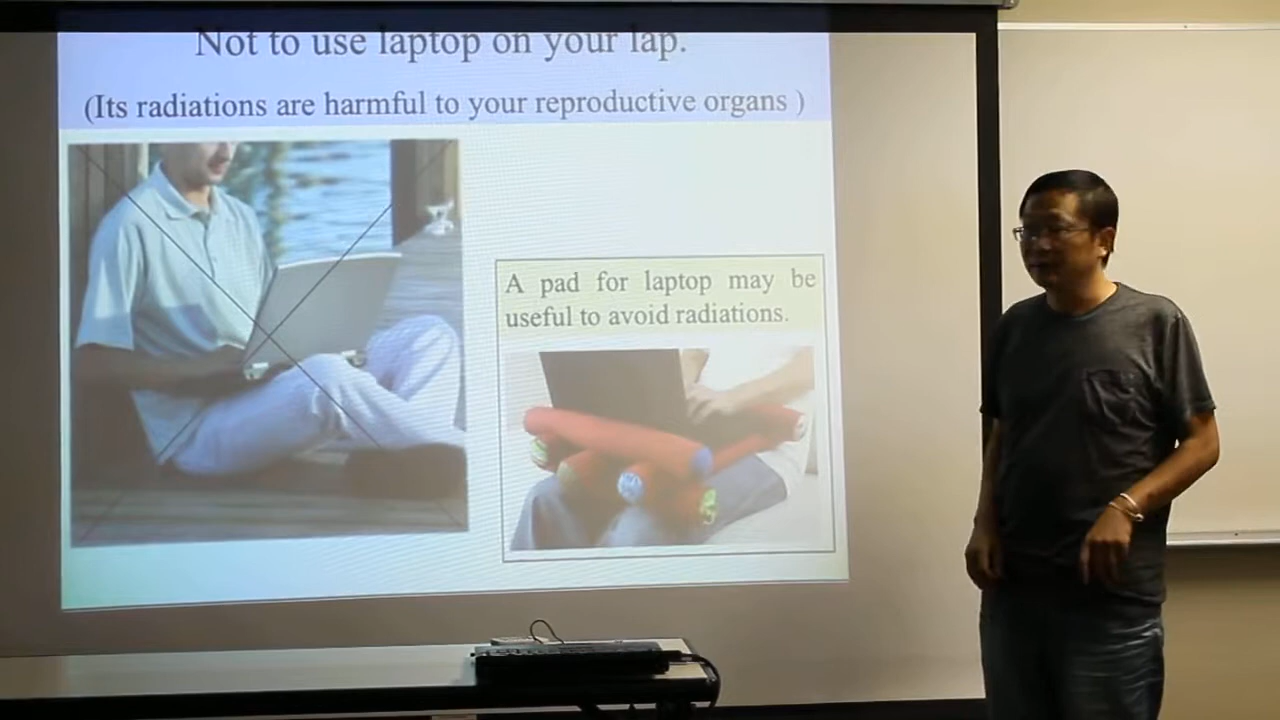 Not to use laptop on your lap.
(Its radiations are harmful to your reproductive organs )
A pad for laptop may be
useful to avoid radiations.